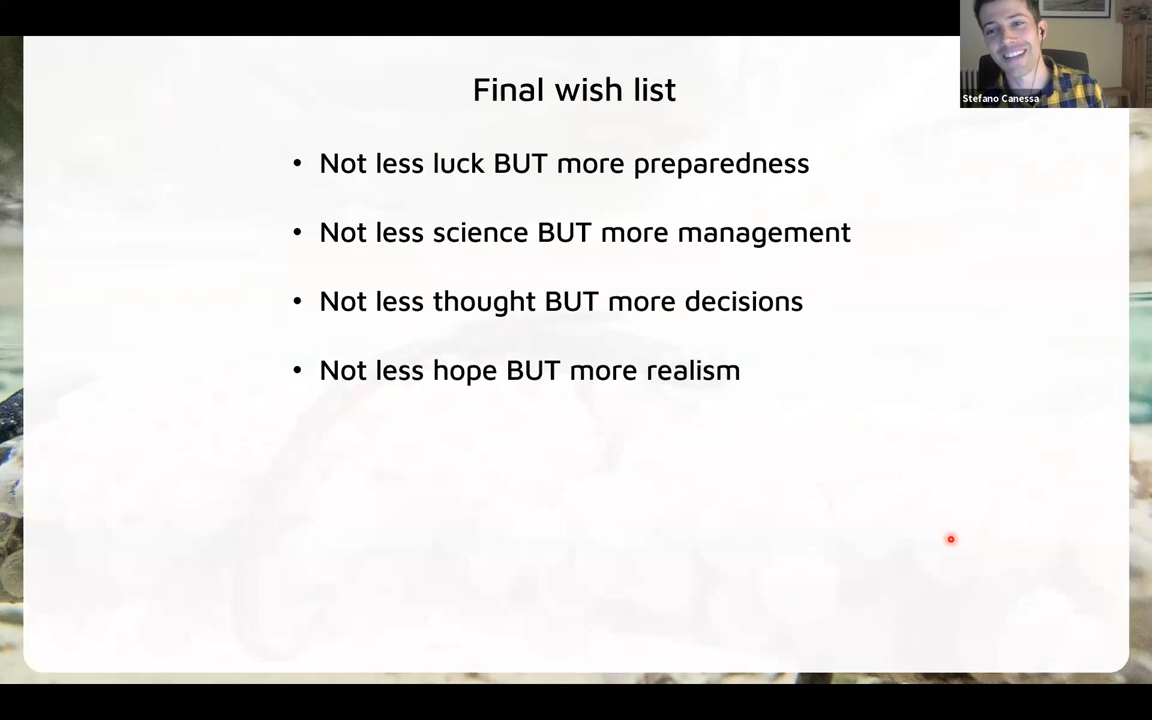 Final wish list
Stefano Canessa
• Not less luck BUT more preparedness
• Not less science BUT more management
• Not less thought BUT more decisions
• Not less hope BUT more realism